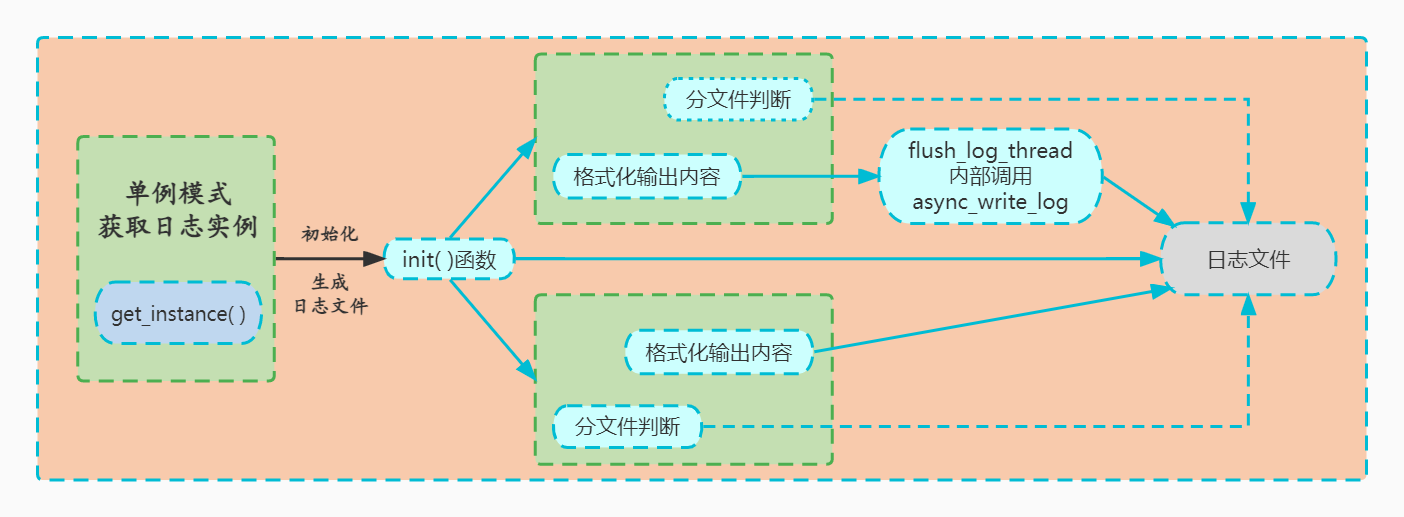 单例模式
获取日志实例
get_instance( )
初始化
生成
日志文件
init( )函数
分文件判断
格式化输出内容
flush_log_thread
内部调用
async_write_log
日志文件
格式化输出内容
分文件判断